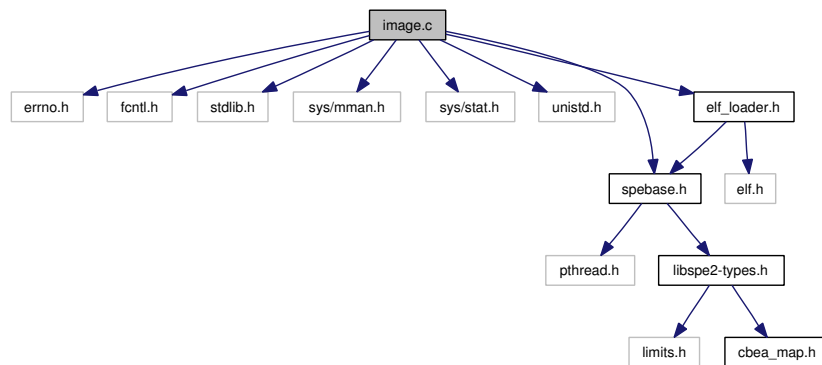 image.c
errno.h
fcntl.h
stdlib.h
sys/mman.h
sys/stat.h
unistd.h
elf_loader.h
spebase.h
elf.h
pthread.h
libspe2-types.h
limits.h
cbea_map.h